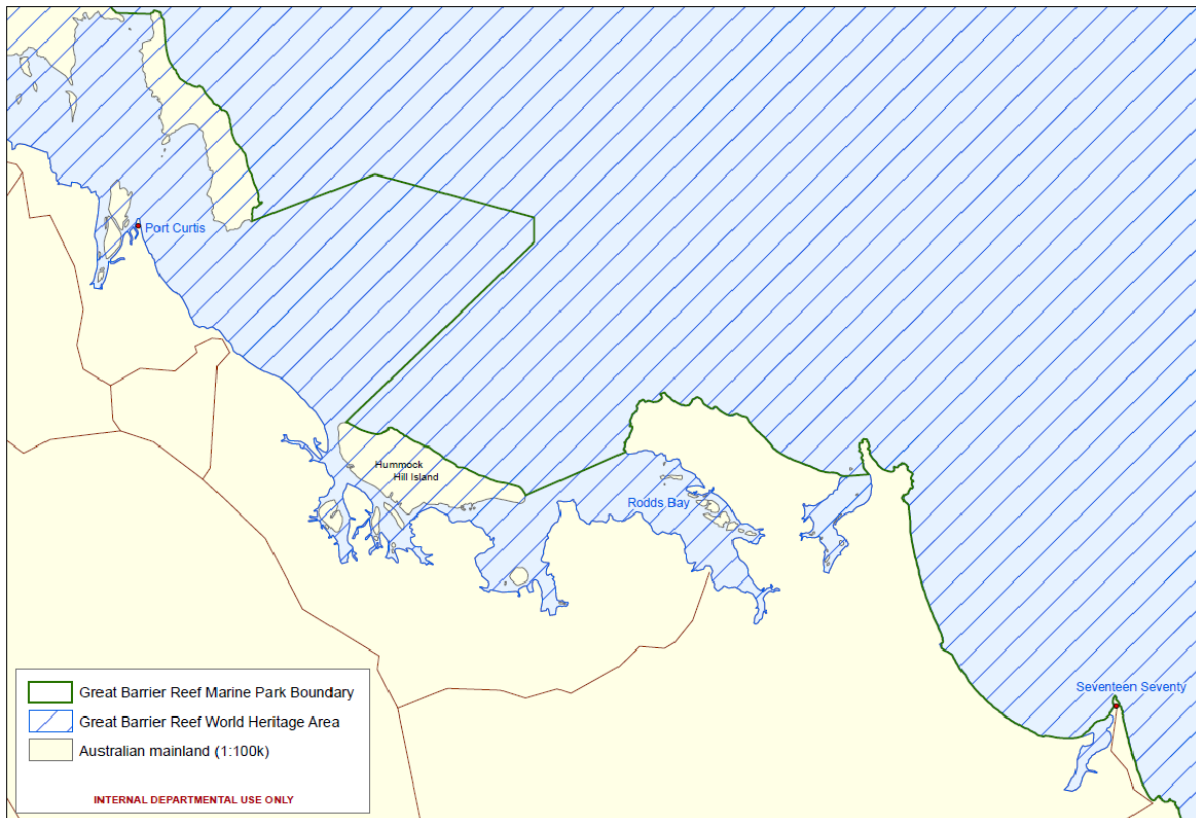 Port Curtis
Hummock
Hill Island
Rodds Bay
Seventeen Seventy
Great Barrier Reef Marine Park Boundary
Great Barrier Reef World Heritage Area
Australian mainland (1:100k)
INTERNAL DEPARTMENTAL USE ONLY